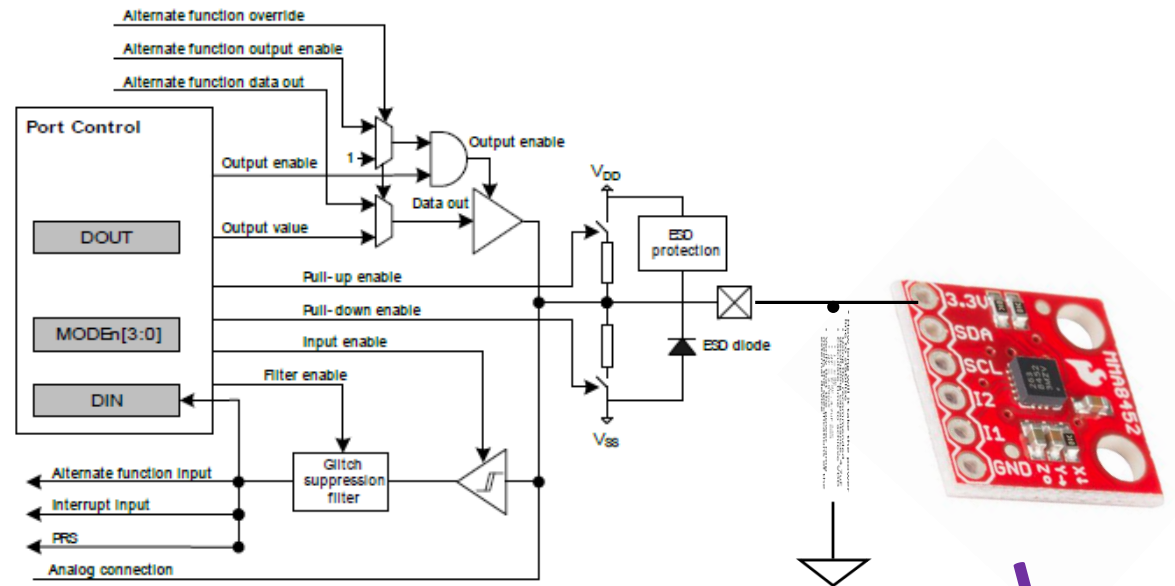 Alternate function override
Alternate function output enable
Alternate function data out
Port Control
Output enable
1
Output enable
Data out
Output value
DOUT
V_DD
ESD
protection
Pull-up enable
Pull-down enable
MODEn[3:0]
Input enable
ESD diode
Filter enable
DIN
V_SS
Glitch
suppression
filter
Alternate function input
Interrupt input
PRS
Analog connection
3.3V
SDA
SCL
I2
I1
GND
MMA8452
Z
Y
X